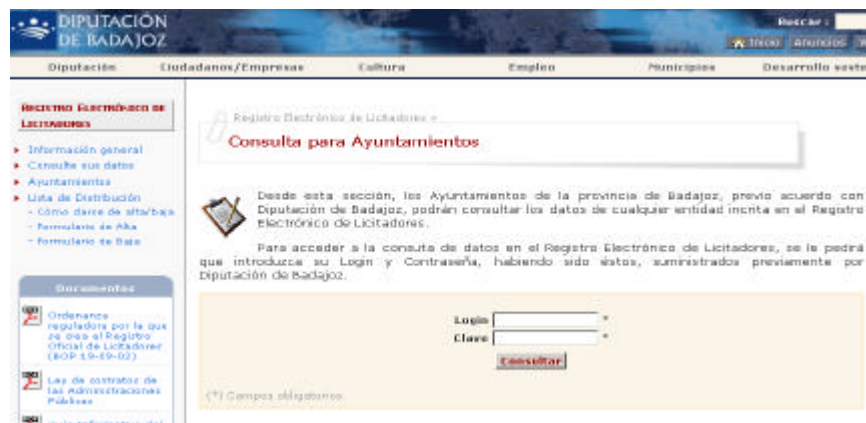 DIPUTACIÓN
DE BADAJOZ
Buscar:
Inicio Anuncios
Diputación Ciudadanos/Empresas Cultura Empleo Municipios Desarrollo soste
REGISTRO ELECTRÓNICO DE
LICITADORES
Información general
Consulte sus datos
Ayuntamientos
Lista de Distribución
- Cómo darse de alta/baja
- Formulario de Alta
- Formulario de Baja
Documentos
Ordenanza
reguladora por la que
se crea el Registro
Oficial de Licitadores
(BOP 19-09-02)
Ley de contratos de
las Administraciones
Públicas
Registro Electrónico de Licitadores »
Consulta para Ayuntamientos
Desde esta sección, los Ayuntamientos de la provincia de Badajoz, previo acuerdo con
Diputación de Badajoz, podrán consultar los datos de cualquier entidad incrita en el Registro
Electrónico de Licitadores.
Para acceder a la consuta de datos en el Registro Electrónico de Licitadores, se le pedirá
que introduzca su Login y Contraseña, habiendo sido éstos, suministrados previamente por
Diputación de Badajoz.
Login *
Clave *
Consultar
(*) Campos obligatorios